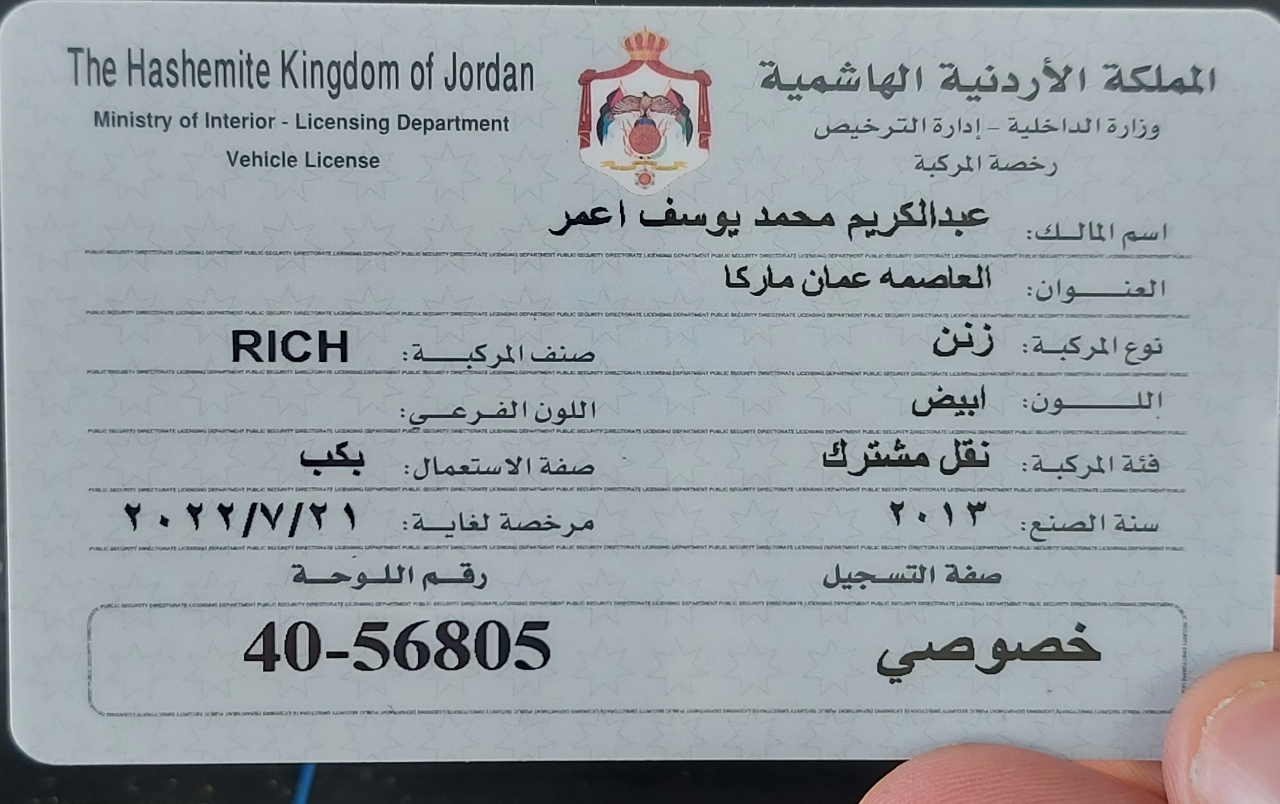 The Hashemite Kingdom of Jordan
Ministry of Interior - Licensing Department
Vehicle License
المملكة الأردنية الهاشمية
وزارة الداخلية - إدارة الترخيص
رخصة المركبة
اسم المالك: عبدالكريم محمد يوسف اعمر
العنوان: العاصمه عمان ماركا
نوع المركبة: زنن صنف المركبة: RICH
اللون: ابيض اللون الفرعي:
فئة المركبة: نقل مشترك صفة الاستعمال: بكب
سنة الصنع: ٢٠١٣ مرخصة لغاية: ٢٠٢٢/٧/٢١
صفة التسجيل رقم اللوحة
خصوصي 40-56805